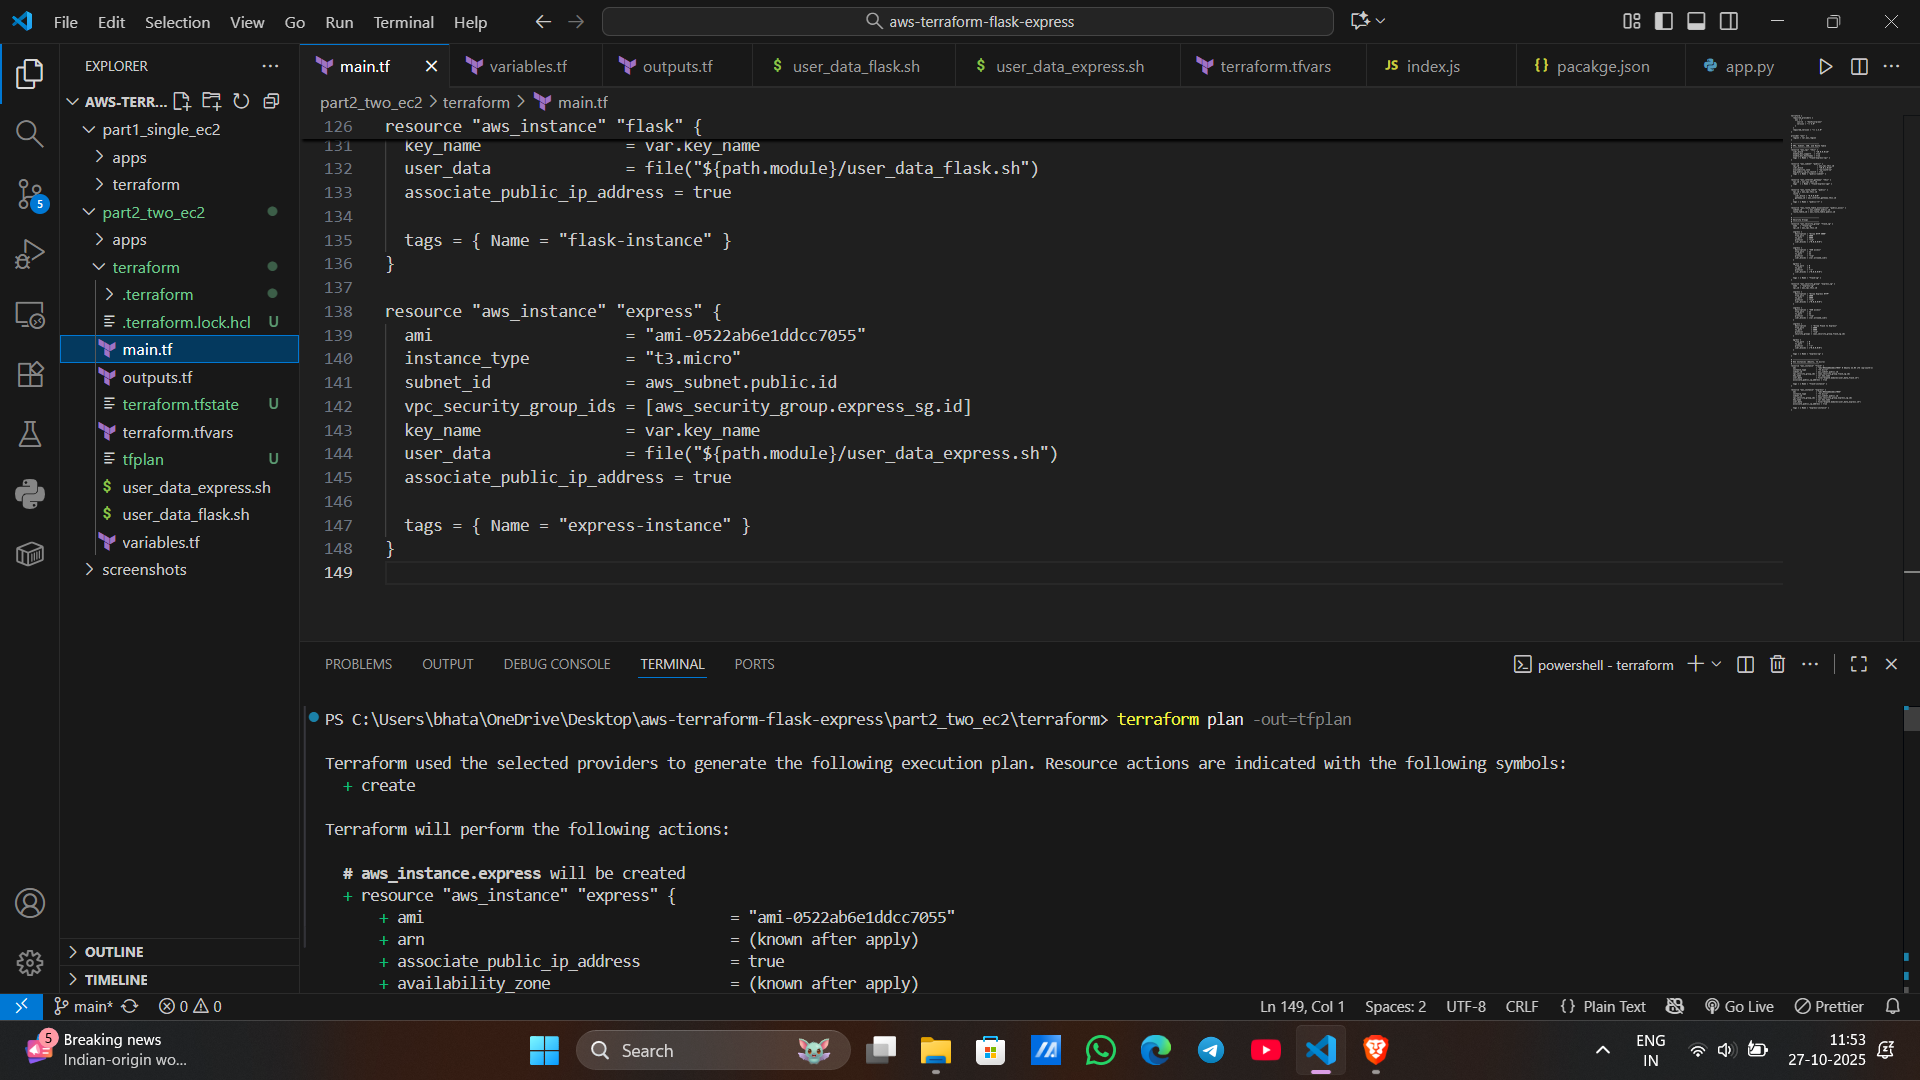 File Edit Selection View Go Run Terminal Help
aws-terraform-flask-express
EXPLORER
AWS-TERR...
part1_single_ec2
apps
terraform
part2_two_ec2
apps
terraform
.terraform
.terraform.lock.hcl U
main.tf
outputs.tf
terraform.tfstate U
terraform.tfvars
tfplan U
$ user_data_express.sh
$ user_data_flask.sh
variables.tf
screenshots
OUTLINE
TIMELINE
5
main.tf variables.tf outputs.tf $ user_data_flask.sh $ user_data_express.sh terraform.tfvars JS index.js {} pacakge.json app.py
part2_two_ec2 > terraform > main.tf
126 resource "aws_instance" "flask" {
131 key_name = var.key_name
132 user_data = file("${path.module}/user_data_flask.sh")
133 associate_public_ip_address = true
134
135 tags = { Name = "flask-instance" }
136 }
137
138 resource "aws_instance" "express" {
139 ami = "ami-0522ab6e1ddcc7055"
140 instance_type = "t3.micro"
141 subnet_id = aws_subnet.public.id
142 vpc_security_group_ids = [aws_security_group.express_sg.id]
143 key_name = var.key_name
144 user_data = file("${path.module}/user_data_express.sh")
145 associate_public_ip_address = true
146
147 tags = { Name = "express-instance" }
148 }
149
PROBLEMS OUTPUT DEBUG CONSOLE TERMINAL PORTS
powershell - terraform
PS C:\Users\bhata\OneDrive\Desktop\aws-terraform-flask-express\part2_two_ec2\terraform> terraform plan -out=tfplan
Terraform used the selected providers to generate the following execution plan. Resource actions are indicated with the following symbols:
+ create
Terraform will perform the following actions:
# aws_instance.express will be created
+ resource "aws_instance" "express" {
+ ami = "ami-0522ab6e1ddcc7055"
+ arn = (known after apply)
+ associate_public_ip_address = true
+ availability_zone = (known after apply)
main* 0 0
Ln 149, Col 1 Spaces: 2 UTF-8 CRLF {} Plain Text Go Live Prettier
5
Breaking news
Indian-origin wo...
Search
ENG
IN
11:53
27-10-2025